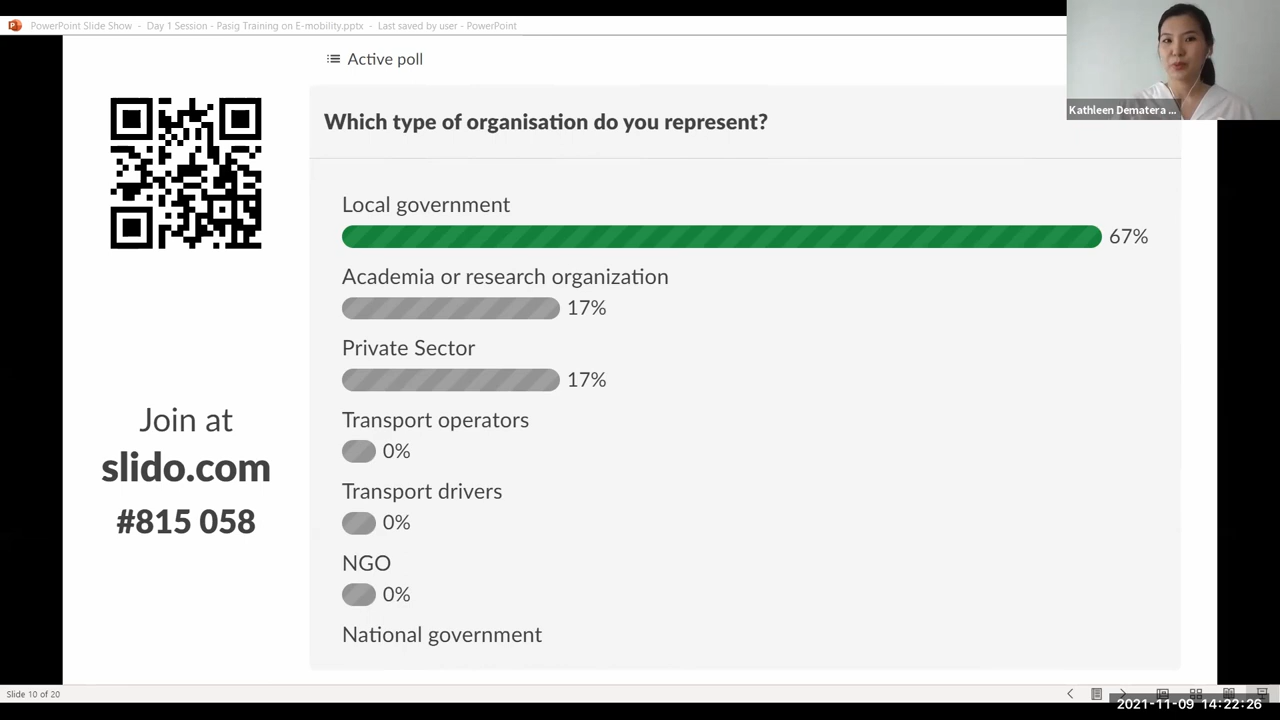 PowerPoint Slide Show - Day 1 Session - Pasig Training on E-mobility.pptx - Last saved by user - PowerPoint
Kathleen Dematera ...
Active poll
Which type of organisation do you represent?
Local government
67%
Academia or research organization
17%
Private Sector
17%
Transport operators
0%
Transport drivers
0%
NGO
0%
National government
Join at
slido.com
#815 058
Slide 10 of 20
2021-11-09 14:22:26